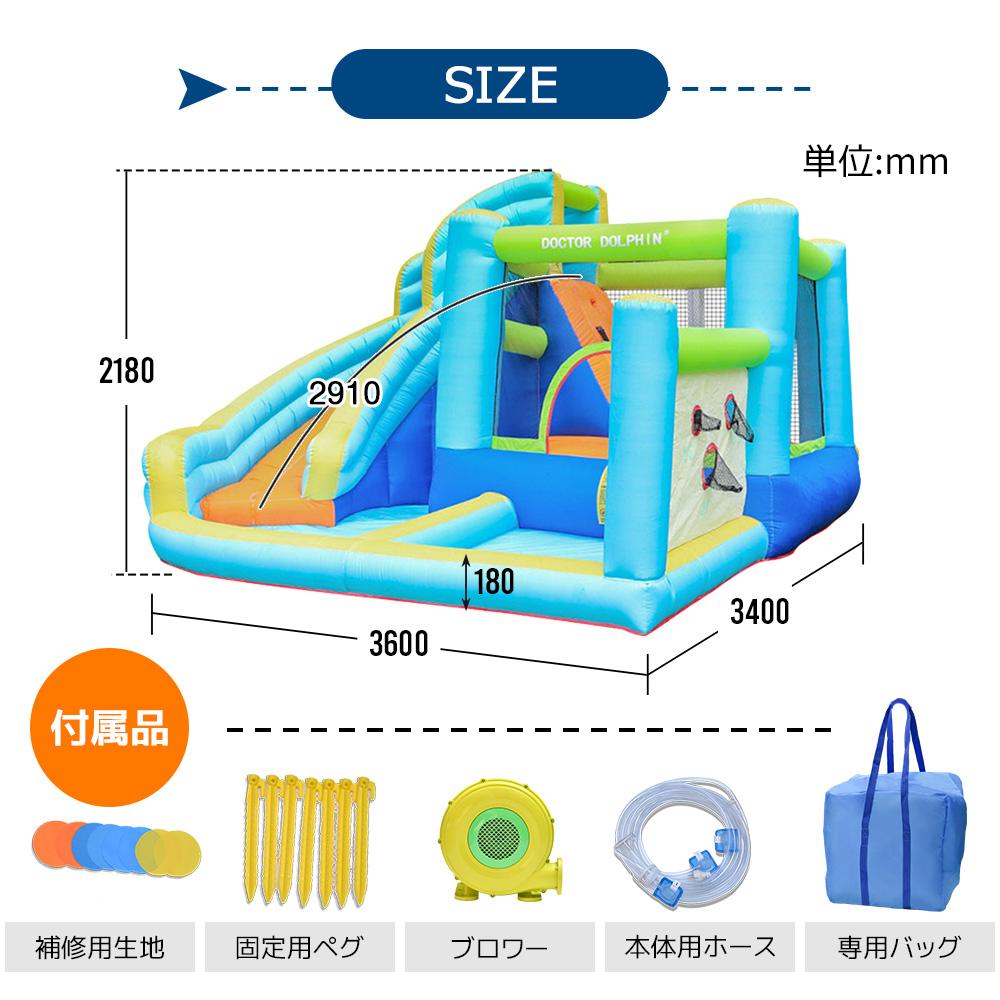 SIZE
単位:mm
DOCTOR DOLPHIN®
2180
2910
180
3400
3600
付属品
補修用生地
固定用ペグ
ブロワー
本体用ホース
専用バッグ